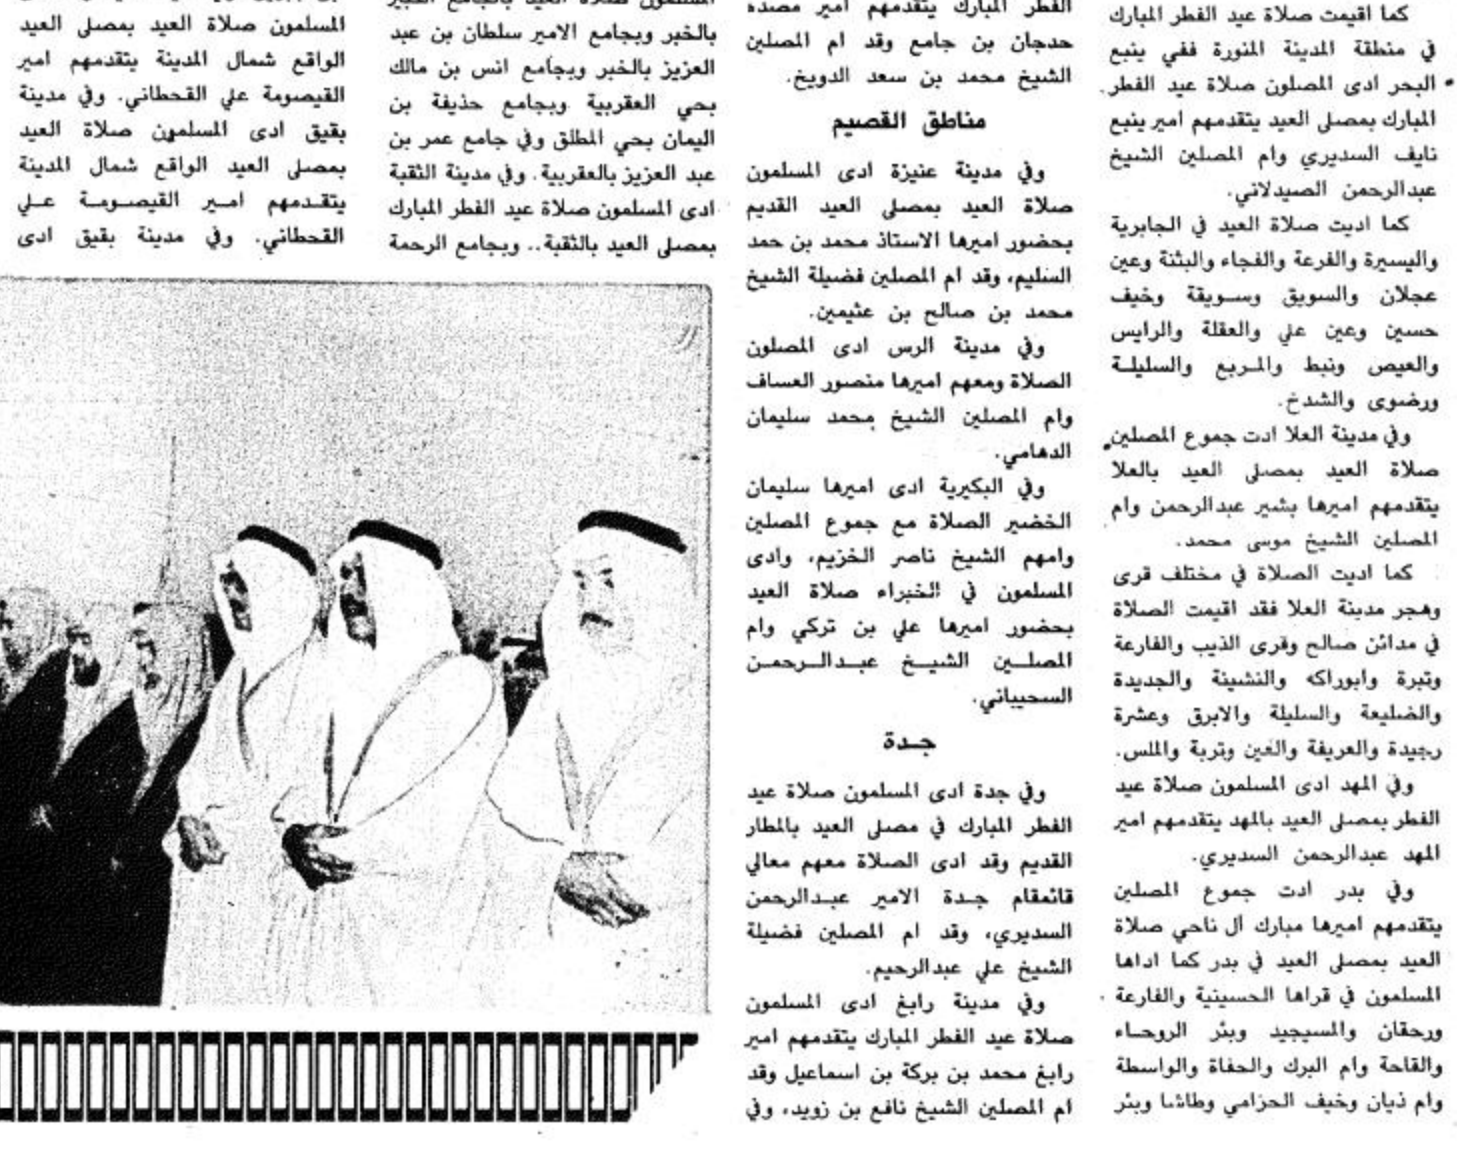 كما اقيمت صلاة عيد الفطر المبارك
في منطقة المدينة المنورة ففي ينبع
البحر ادى المصلون صلاة عيد الفطر
المبارك بمصلى العيد يتقدمهم امير ينبع
نايف السديري وام المصلين الشيخ
عبدالرحمن الصيدلاني.
كما اديت صلاة العيد في الجابرية
واليسيرة والفرعة والفجاء والبثنة وعين
عجلان والسويق وسويقة وخيف
حسين وعين علي والعقلة والرايس
والعيص ونبط والمربع والسليلة
ورضوى والشدخ.
وفي مدينة العلا ادت جموع المصلين
صلاة العيد بمصلى العيد بالعلا
يتقدمهم اميرها بشير عبدالرحمن وام
المصلين الشيخ موسى محمد.
كما اديت الصلاة في مختلف قرى
وهجر مدينة العلا فقد اقيمت الصلاة
في مدائن صالح وقرى الذيب والفارعة
وتبرة وابوراكه والنشيئة والجديدة
والضليعة والسليلة والابرق وعشرة
رجيدة والعريفة والغين وتربة والملس.
وفي المهد ادى المسلمون صلاة عيد
الفطر بمصلى العيد بالمهد يتقدمهم امير
المهد عبدالرحمن السديري.
وفي بدر ادت جموع المصلين
يتقدمهم اميرها مبارك آل ناحي صلاة
العيد بمصلى العيد في بدر كما اداها
المسلمون في قراها الحسينية والفارعة
ورحقان والمسيجيد وبئر الروحاء
والقاحة وام البرك والحفاة والواسطة
وام ذيان وخيف الحزامي وطاشا وبئر
الفطر المبارك يتقدمهم امير مصده
حدجان بن جامع وقد ام المصلين
الشيخ محمد بن سعد الدويخ.
مناطق القصيم
وفي مدينة عنيزة ادى المسلمون
صلاة العيد بمصلى العيد القديم
بحضور اميرها الاستاذ محمد بن حمد
السليم، وقد ام المصلين فضيلة الشيخ
محمد بن صالح بن عثيمين.
وفي مدينة الرس ادى المصلون
الصلاة ومعهم اميرها منصور العساف
وام المصلين الشيخ محمد سليمان
الدهامي.
وفي البكيرية ادى اميرها سليمان
الخضير الصلاة مع جموع المصلين
وامهم الشيخ ناصر الخزيم، وادى
المسلمون في الخبراء صلاة العيد
بحضور اميرها علي بن تركي وام
المصلين الشيخ عبدالرحمن
السحيباني.
جدة
وفي جدة ادى المسلمون صلاة عيد
الفطر المبارك في مصلى العيد بالمطار
القديم وقد ادى الصلاة معهم معالي
قائمقام جدة الامير عبدالرحمن
السديري، وقد ام المصلين فضيلة
الشيخ علي عبدالرحيم.
وفي مدينة رابغ ادى المسلمون
صلاة عيد الفطر المبارك يتقدمهم امير
رابغ محمد بن بركة بن اسماعيل وقد
ام المصلين الشيخ نافع بن زويد، وفي
بالخبر وبجامع الامير سلطان بن عبد
العزيز بالخبر وبجامع انس بن مالك
بحي العقربية وبجامع حذيفة بن
اليمان بحي المطلق وفي جامع عمر بن
عبد العزيز بالعقربية. وفي مدينة الثقبة
ادى المسلمون صلاة عيد الفطر المبارك
بمصلى العيد بالثقبة.. وبجامع الرحمة
المسلمون صلاة العيد بمصلى العيد
الواقع شمال المدينة يتقدمهم امير
القيصومة علي القحطاني. وفي مدينة
بقيق ادى المسلمون صلاة العيد
بمصلى العيد الواقع شمال المدينة
يتقدمهم امير القيصومة علي
القحطاني. وفي مدينة بقيق ادى